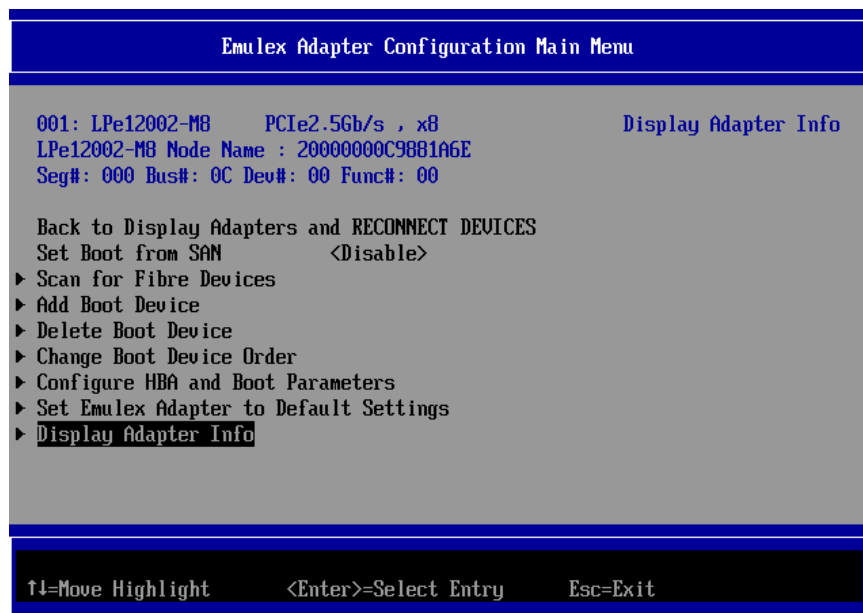 Emulex Adapter Configuration Main Menu
001: LPe12002-M8 PCIe2.5Gb/s , x8 Display Adapter Info
LPe12002-M8 Node Name : 20000000C9881A6E
Seg#: 000 Bus#: 0C Dev#: 00 Func#: 00
Back to Display Adapters and RECONNECT DEVICES
Set Boot from SAN <Disable>
▶ Scan for Fibre Devices
▶ Add Boot Device
▶ Delete Boot Device
▶ Change Boot Device Order
▶ Configure HBA and Boot Parameters
▶ Set Emulex Adapter to Default Settings
▶ Display Adapter Info
↑↓=Move Highlight <Enter>=Select Entry Esc=Exit